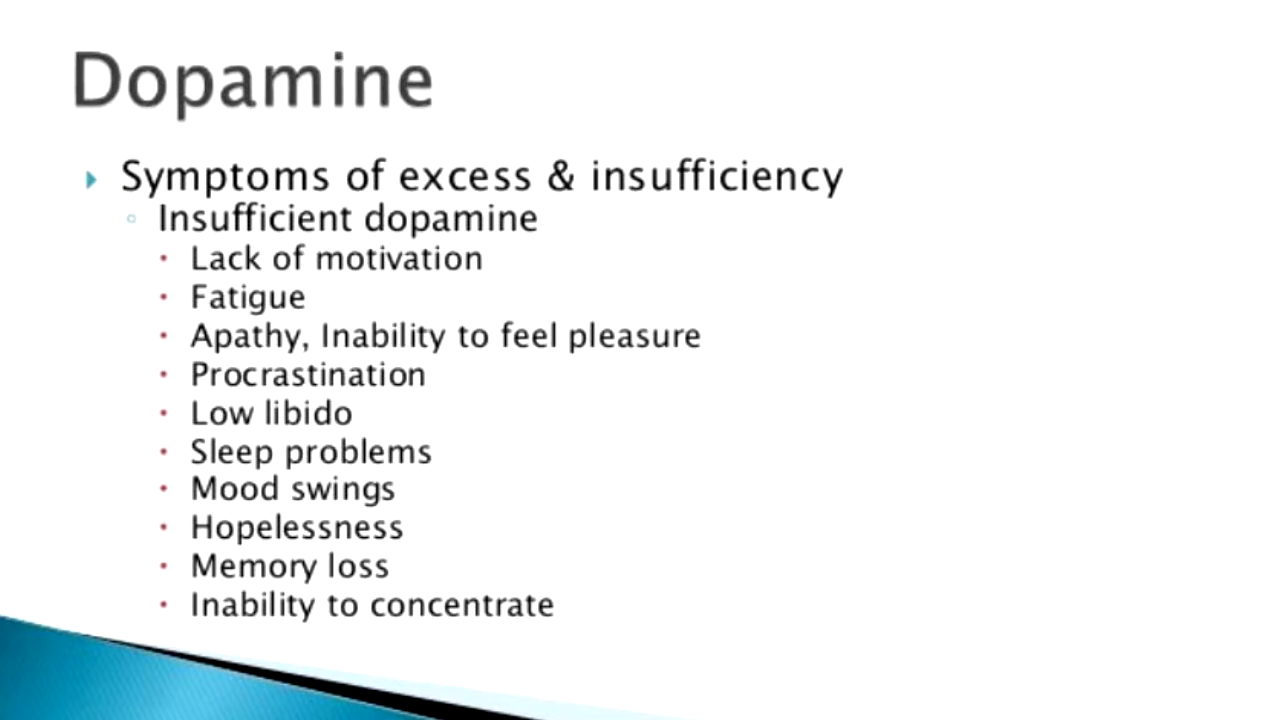 Dopamine
Symptoms of excess & insufficiency
Insufficient dopamine
Lack of motivation
Fatigue
Apathy, Inability to feel pleasure
Procrastination
Low libido
Sleep problems
Mood swings
Hopelessness
Memory loss
Inability to concentrate